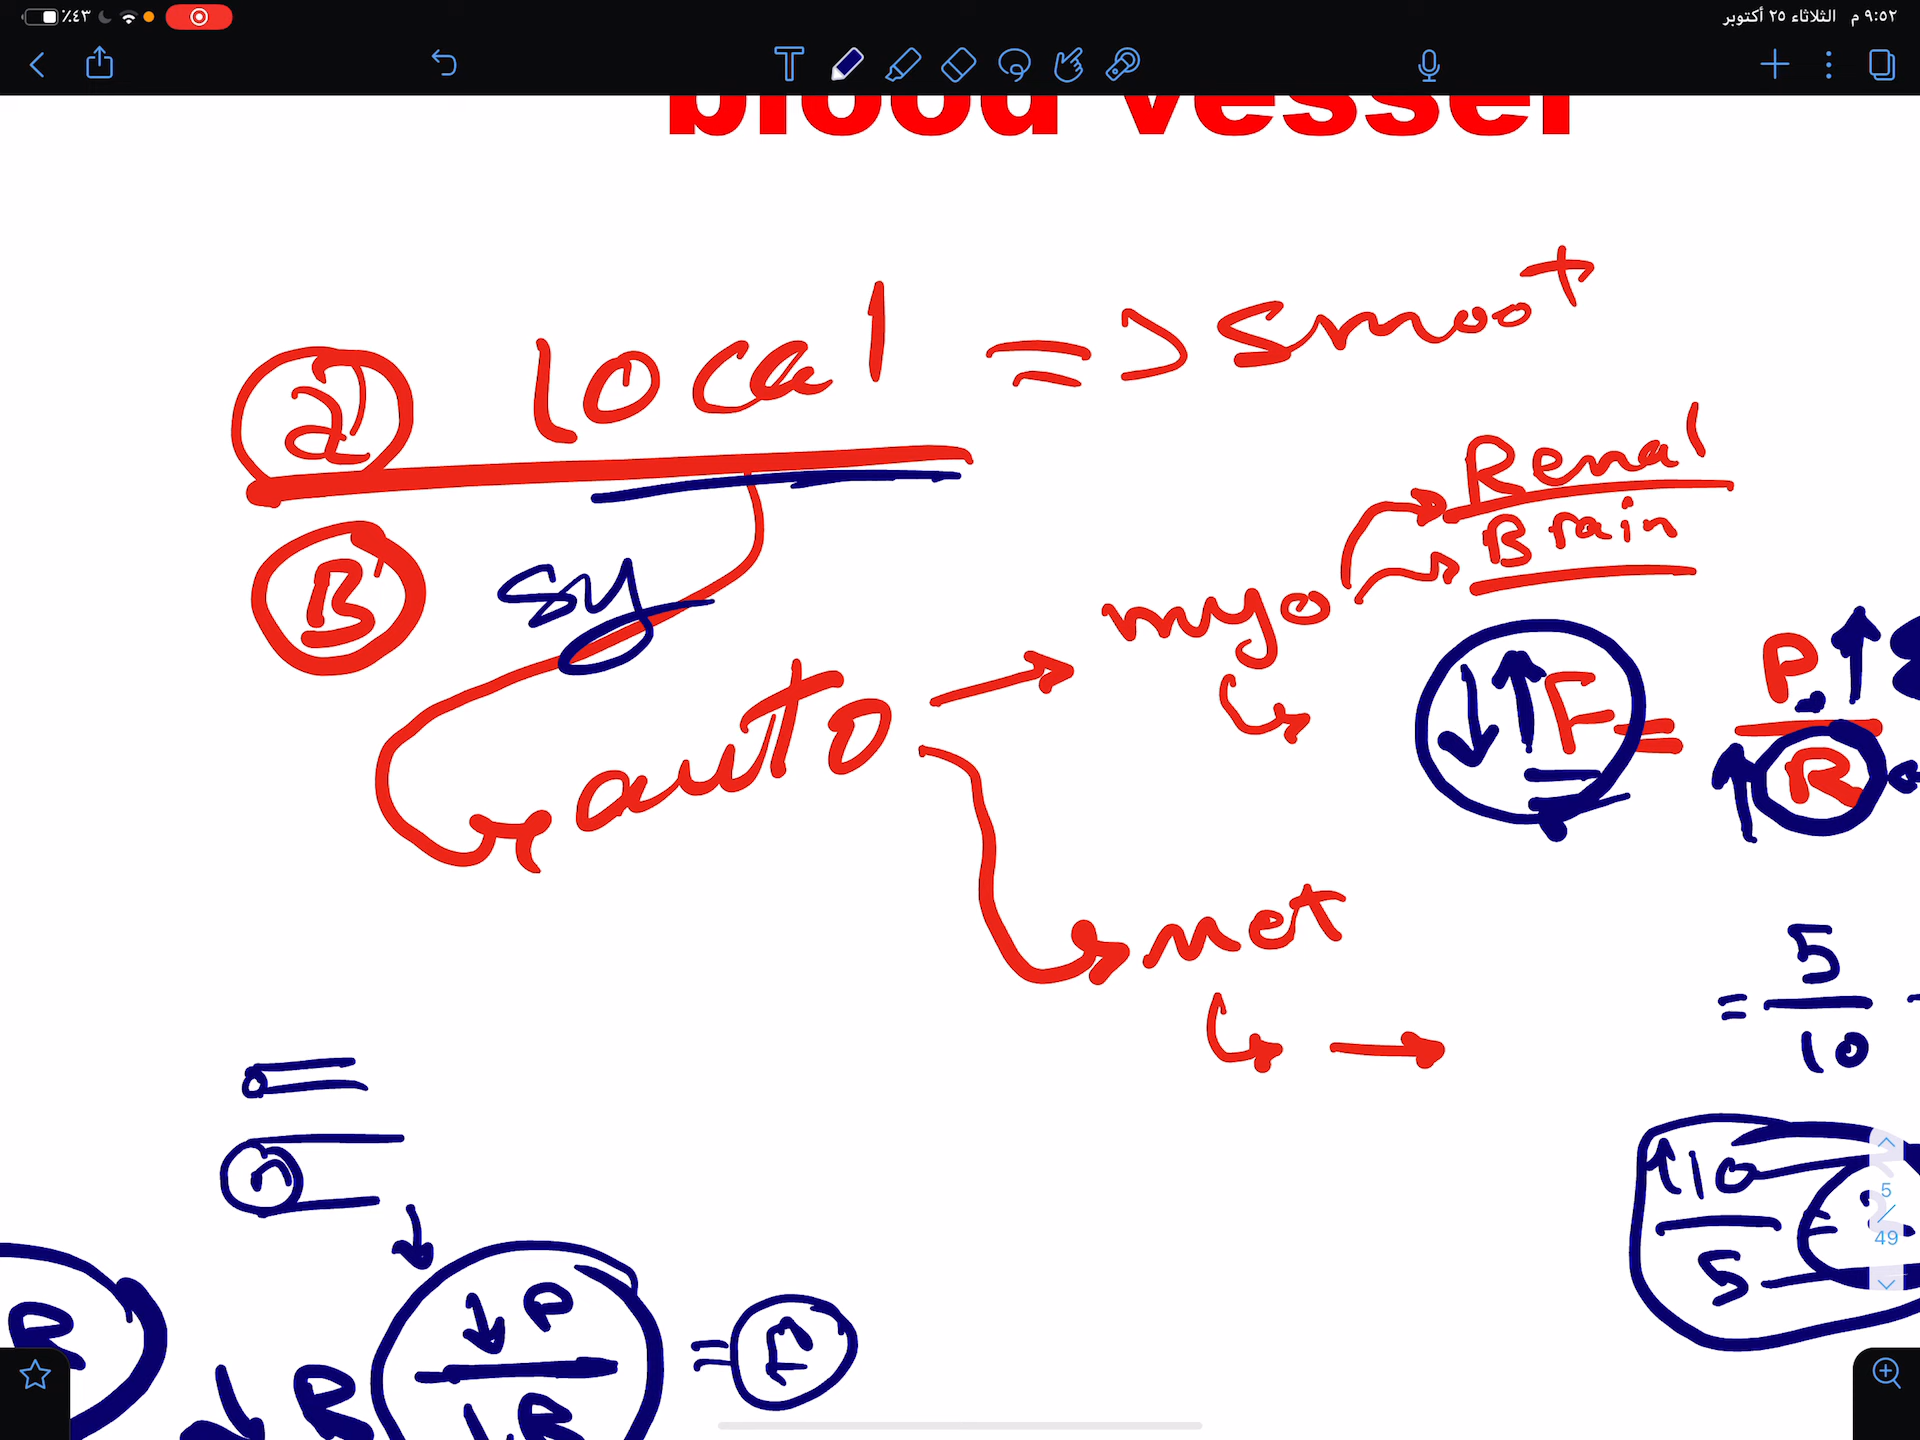 ٪٤٣
٩:٥٢ م الثلاثاء ٢٥ أكتوبر
blood vessel
a local => smoot
Renal
Brain
B sy
myo
P
F =
R
auto
met
5
= 10
r
10
5
5
/
49
P
R = F
R